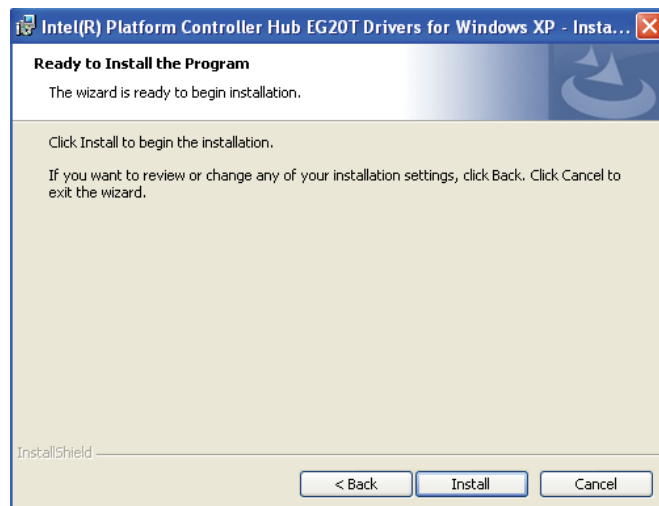 Intel(R) Platform Controller Hub EG20T Drivers for Windows XP - Insta...
Ready to Install the Program
The wizard is ready to begin installation.
Click Install to begin the installation.
If you want to review or change any of your installation settings, click Back. Click Cancel to
exit the wizard.
InstallShield
< Back
Install
Cancel